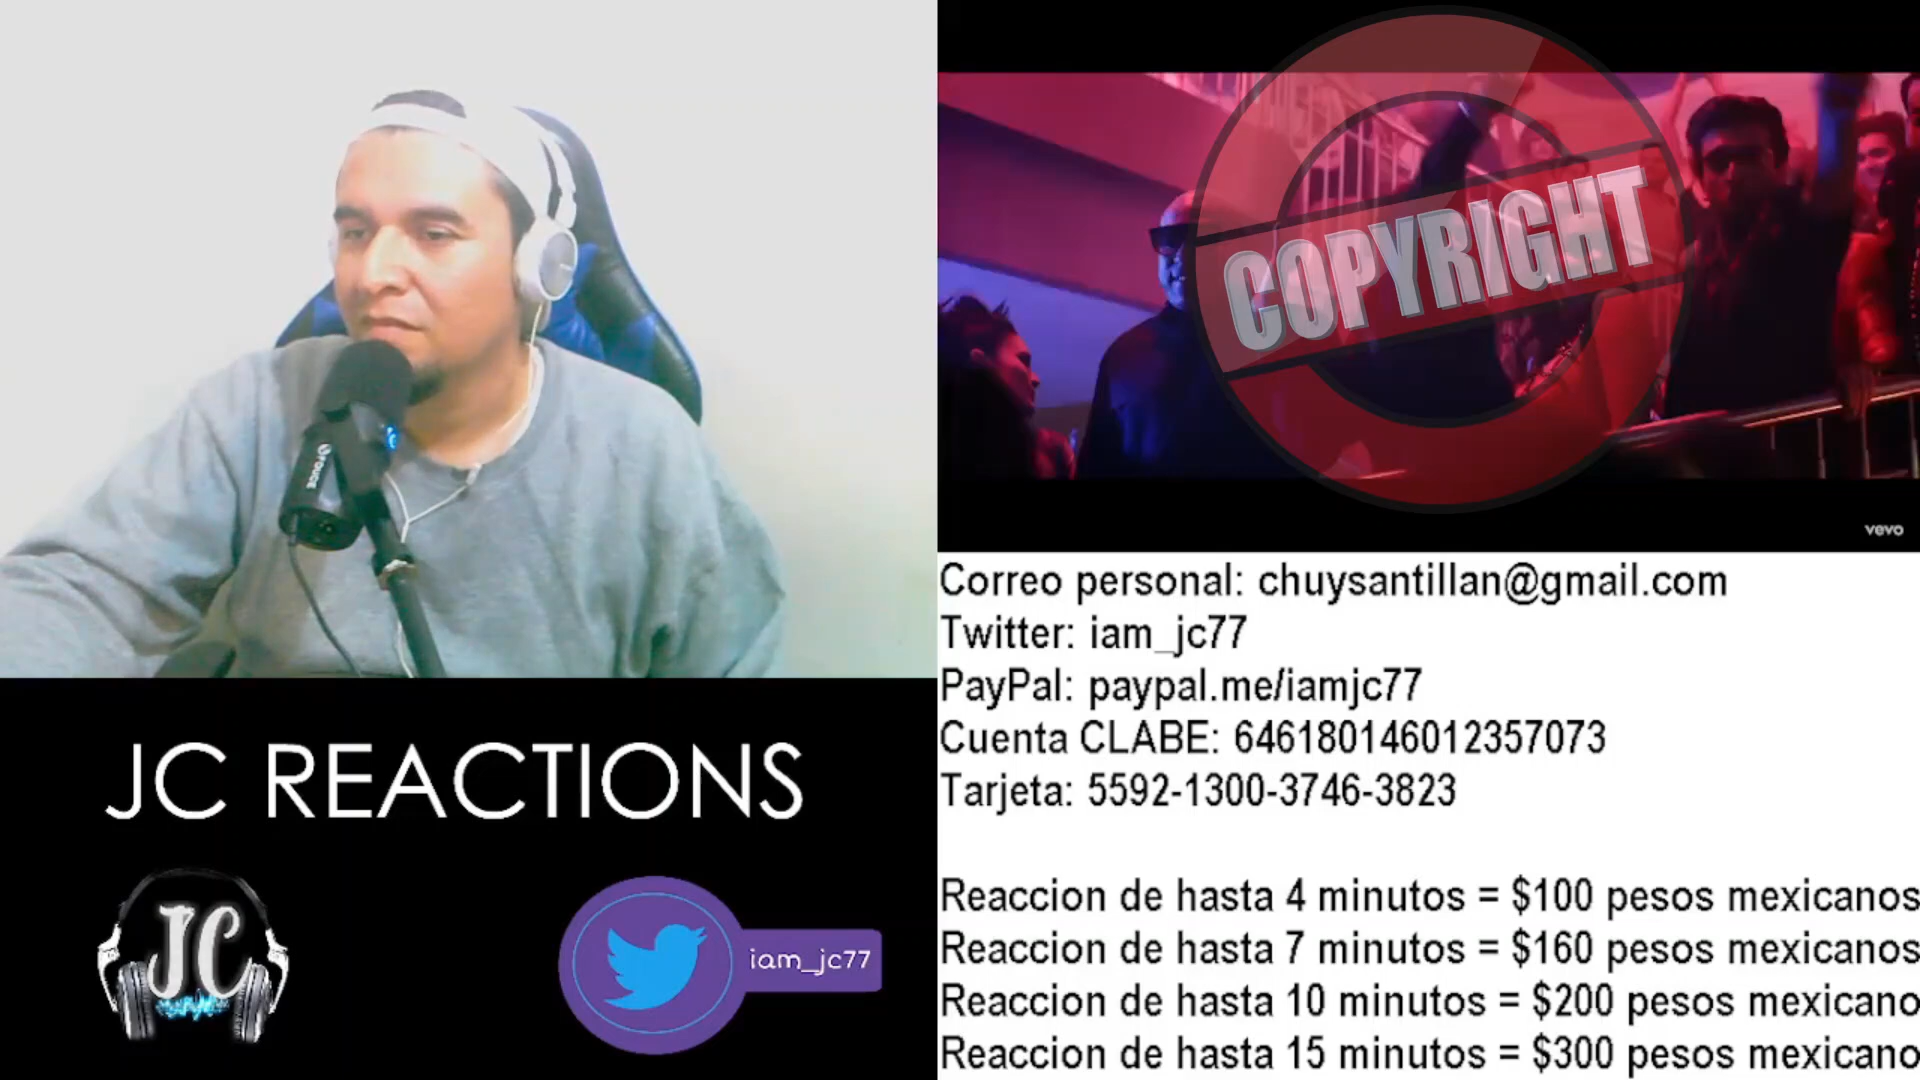 COPYRIGHT
vevo
FDUCE
Correo personal: chuysantillan@gmail.com
Twitter: iam_jc77
PayPal: paypal.me/iamjc77
Cuenta CLABE: 646180146012357073
Tarjeta: 5592-1300-3746-3823
Reaccion de hasta 4 minutos = $100 pesos mexicanos
Reaccion de hasta 7 minutos = $160 pesos mexicanos
Reaccion de hasta 10 minutos = $200 pesos mexicano
Reaccion de hasta 15 minutos = $300 pesos mexicano
JC REACTIONS
JC
iam_jc77